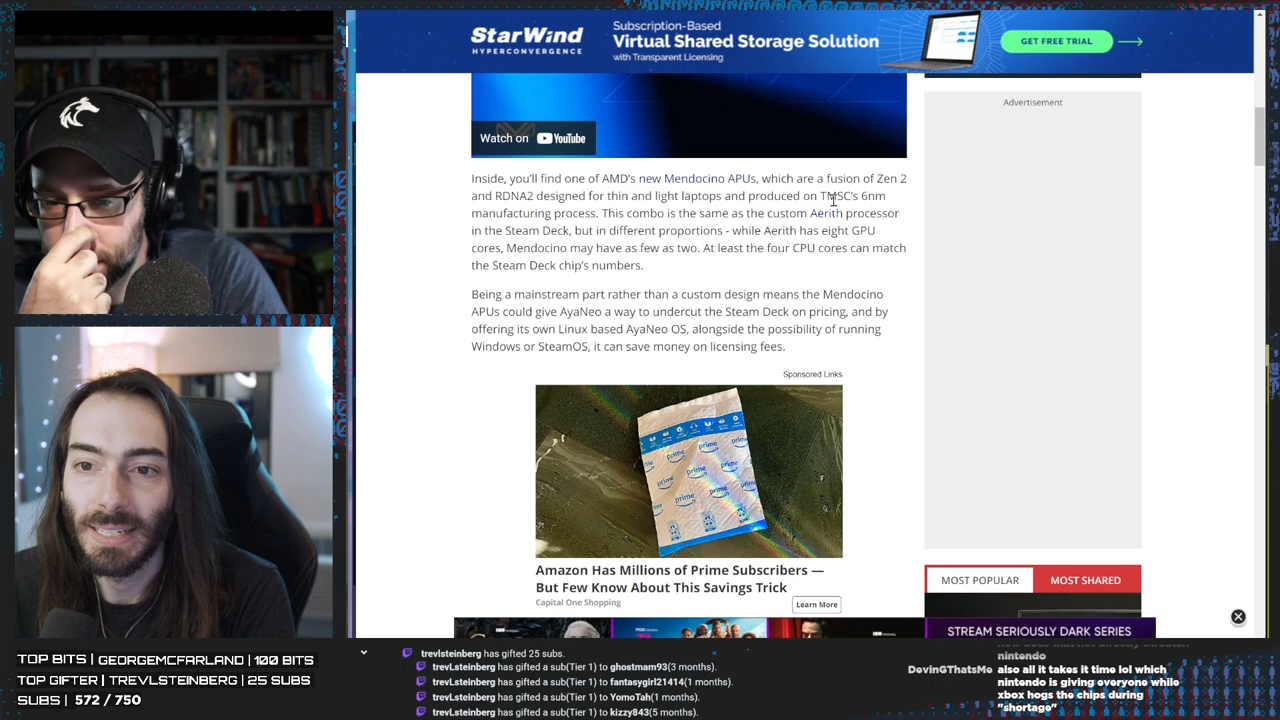 StarWind
HYPERCONVERGENCE
Subscription-Based
Virtual Shared Storage Solution
with Transparent Licensing
GET FREE TRIAL
Watch on YouTube
Advertisement
Inside, you'll find one of AMD's new Mendocino APUs, which are a fusion of Zen 2
and RDNA2 designed for thin and light laptops and produced on TMSC's 6nm
manufacturing process. This combo is the same as the custom Aerith processor
in the Steam Deck, but in different proportions - while Aerith has eight GPU
cores, Mendocino may have as few as two. At least the four CPU cores can match
the Steam Deck chip's numbers.
Being a mainstream part rather than a custom design means the Mendocino
APUs could give AyaNeo a way to undercut the Steam Deck on pricing, and by
offering its own Linux based AyaNeo OS, alongside the possibility of running
Windows or SteamOS, it can save money on licensing fees.
Sponsored Links
prime
prime
prime
prime
prime
prime
Amazon Has Millions of Prime Subscribers —
But Few Know About This Savings Trick
Capital One Shopping
Learn More
MOST POPULAR
MOST SHARED
STREAM SERIOUSLY DARK SERIES
TOP BITS | GEORGEMCFARLAND | 100 BITS
TOP GIFTER | TREVLSTEINBERG | 25 SUBS
SUBS | 572 / 750
trevlsteinberg has gifted 25 subs.
trevLsteinberg has gifted a sub(Tier 1) to ghostmam93(3 months).
trevLsteinberg has gifted a sub(Tier 1) to fantasygirl21414(1 months).
trevLsteinberg has gifted a sub(Tier 1) to YomoTah(1 months).
trevLsteinberg has gifted a sub(Tier 1) to kizzy843(5 months).
nintendo
DevinGThatsMe also all it takes it time lol which
nintendo is giving everyone while
xbox hogs the chips during
"shortage"